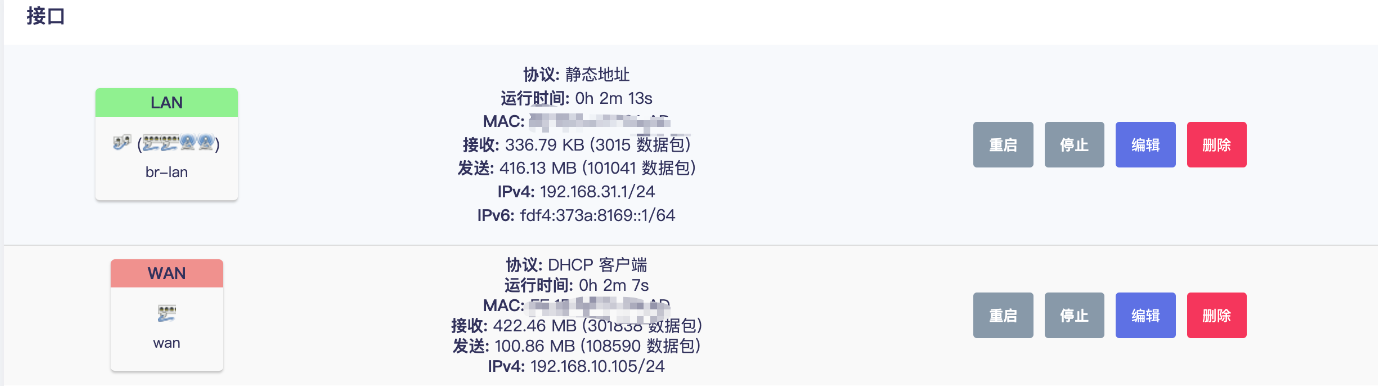 接口
LAN
(
)
br-lan
协议: 静态地址
运行时间: 0h 2m 13s
MAC:
接收: 336.79 KB (3015 数据包)
发送: 416.13 MB (101041 数据包)
IPv4: 192.168.31.1/24
IPv6: fdf4:373a:8169::1/64
重启 停止 编辑 删除
WAN
wan
协议: DHCP 客户端
运行时间: 0h 2m 7s
MAC:
接收: 422.46 MB (301838 数据包)
发送: 100.86 MB (108590 数据包)
IPv4: 192.168.10.105/24
重启 停止 编辑 删除